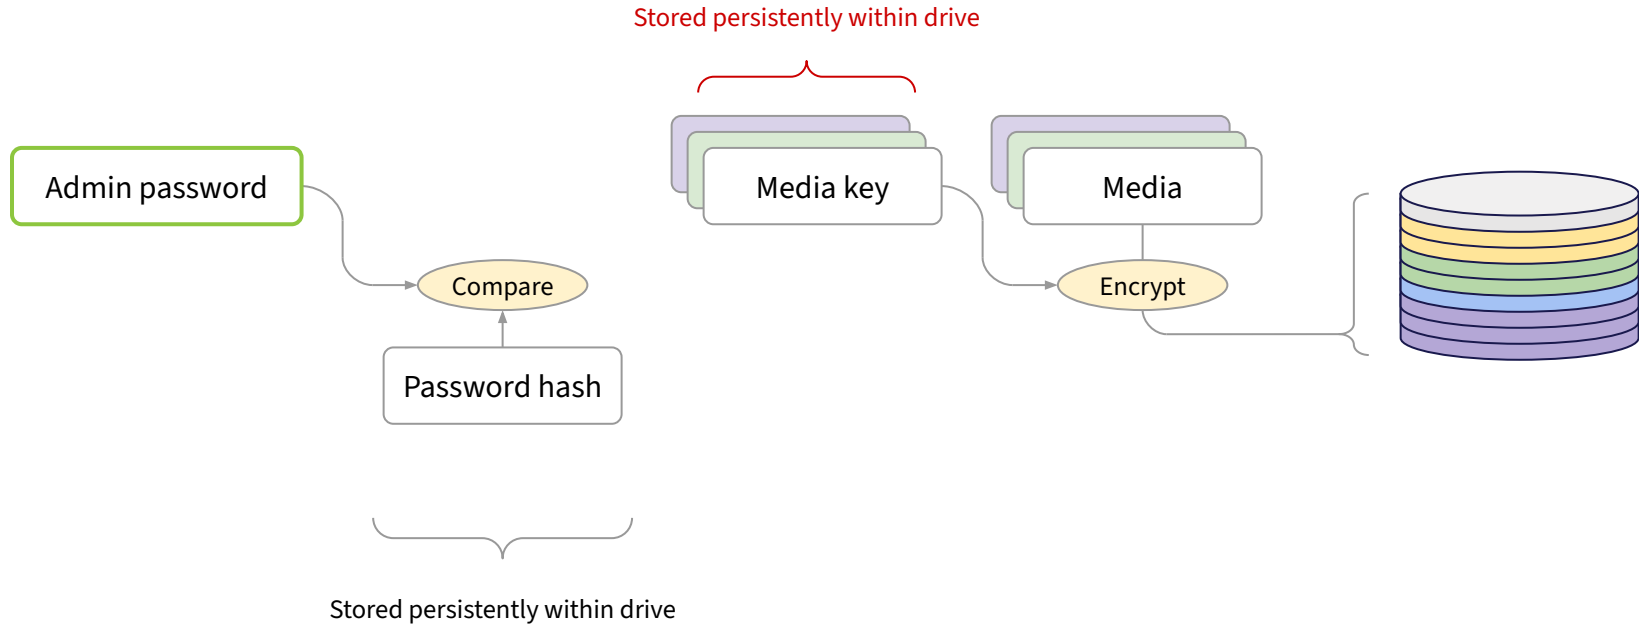 Stored persistently within drive
Admin password
Media key
Media
Compare
Encrypt
Password hash
Stored persistently within drive